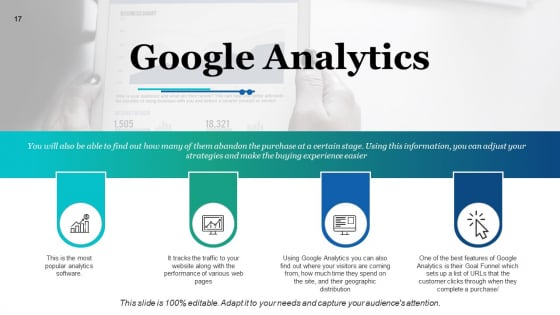 17
BUSINESS CHART
Google Analytics
1,505
18,321
You will also be able to find out how many of them abandon the purchase at a certain stage. Using this information, you can adjust your
strategies and make the buying experience easier
This is the most
popular analytics
software.
It tracks the traffic to your
website along with the
performance of various web
pages
Using Google Analytics you can also
find out where your visitors are coming
from, how much time they spend on
the site, and their geographic
distribution
One of the best features of Google
Analytics is their Goal Funnel which
sets up a list of URLs that the
customer clicks through when they
complete a purchase/
This slide is 100% editable. Adapt it to your needs and capture your audience's attention.